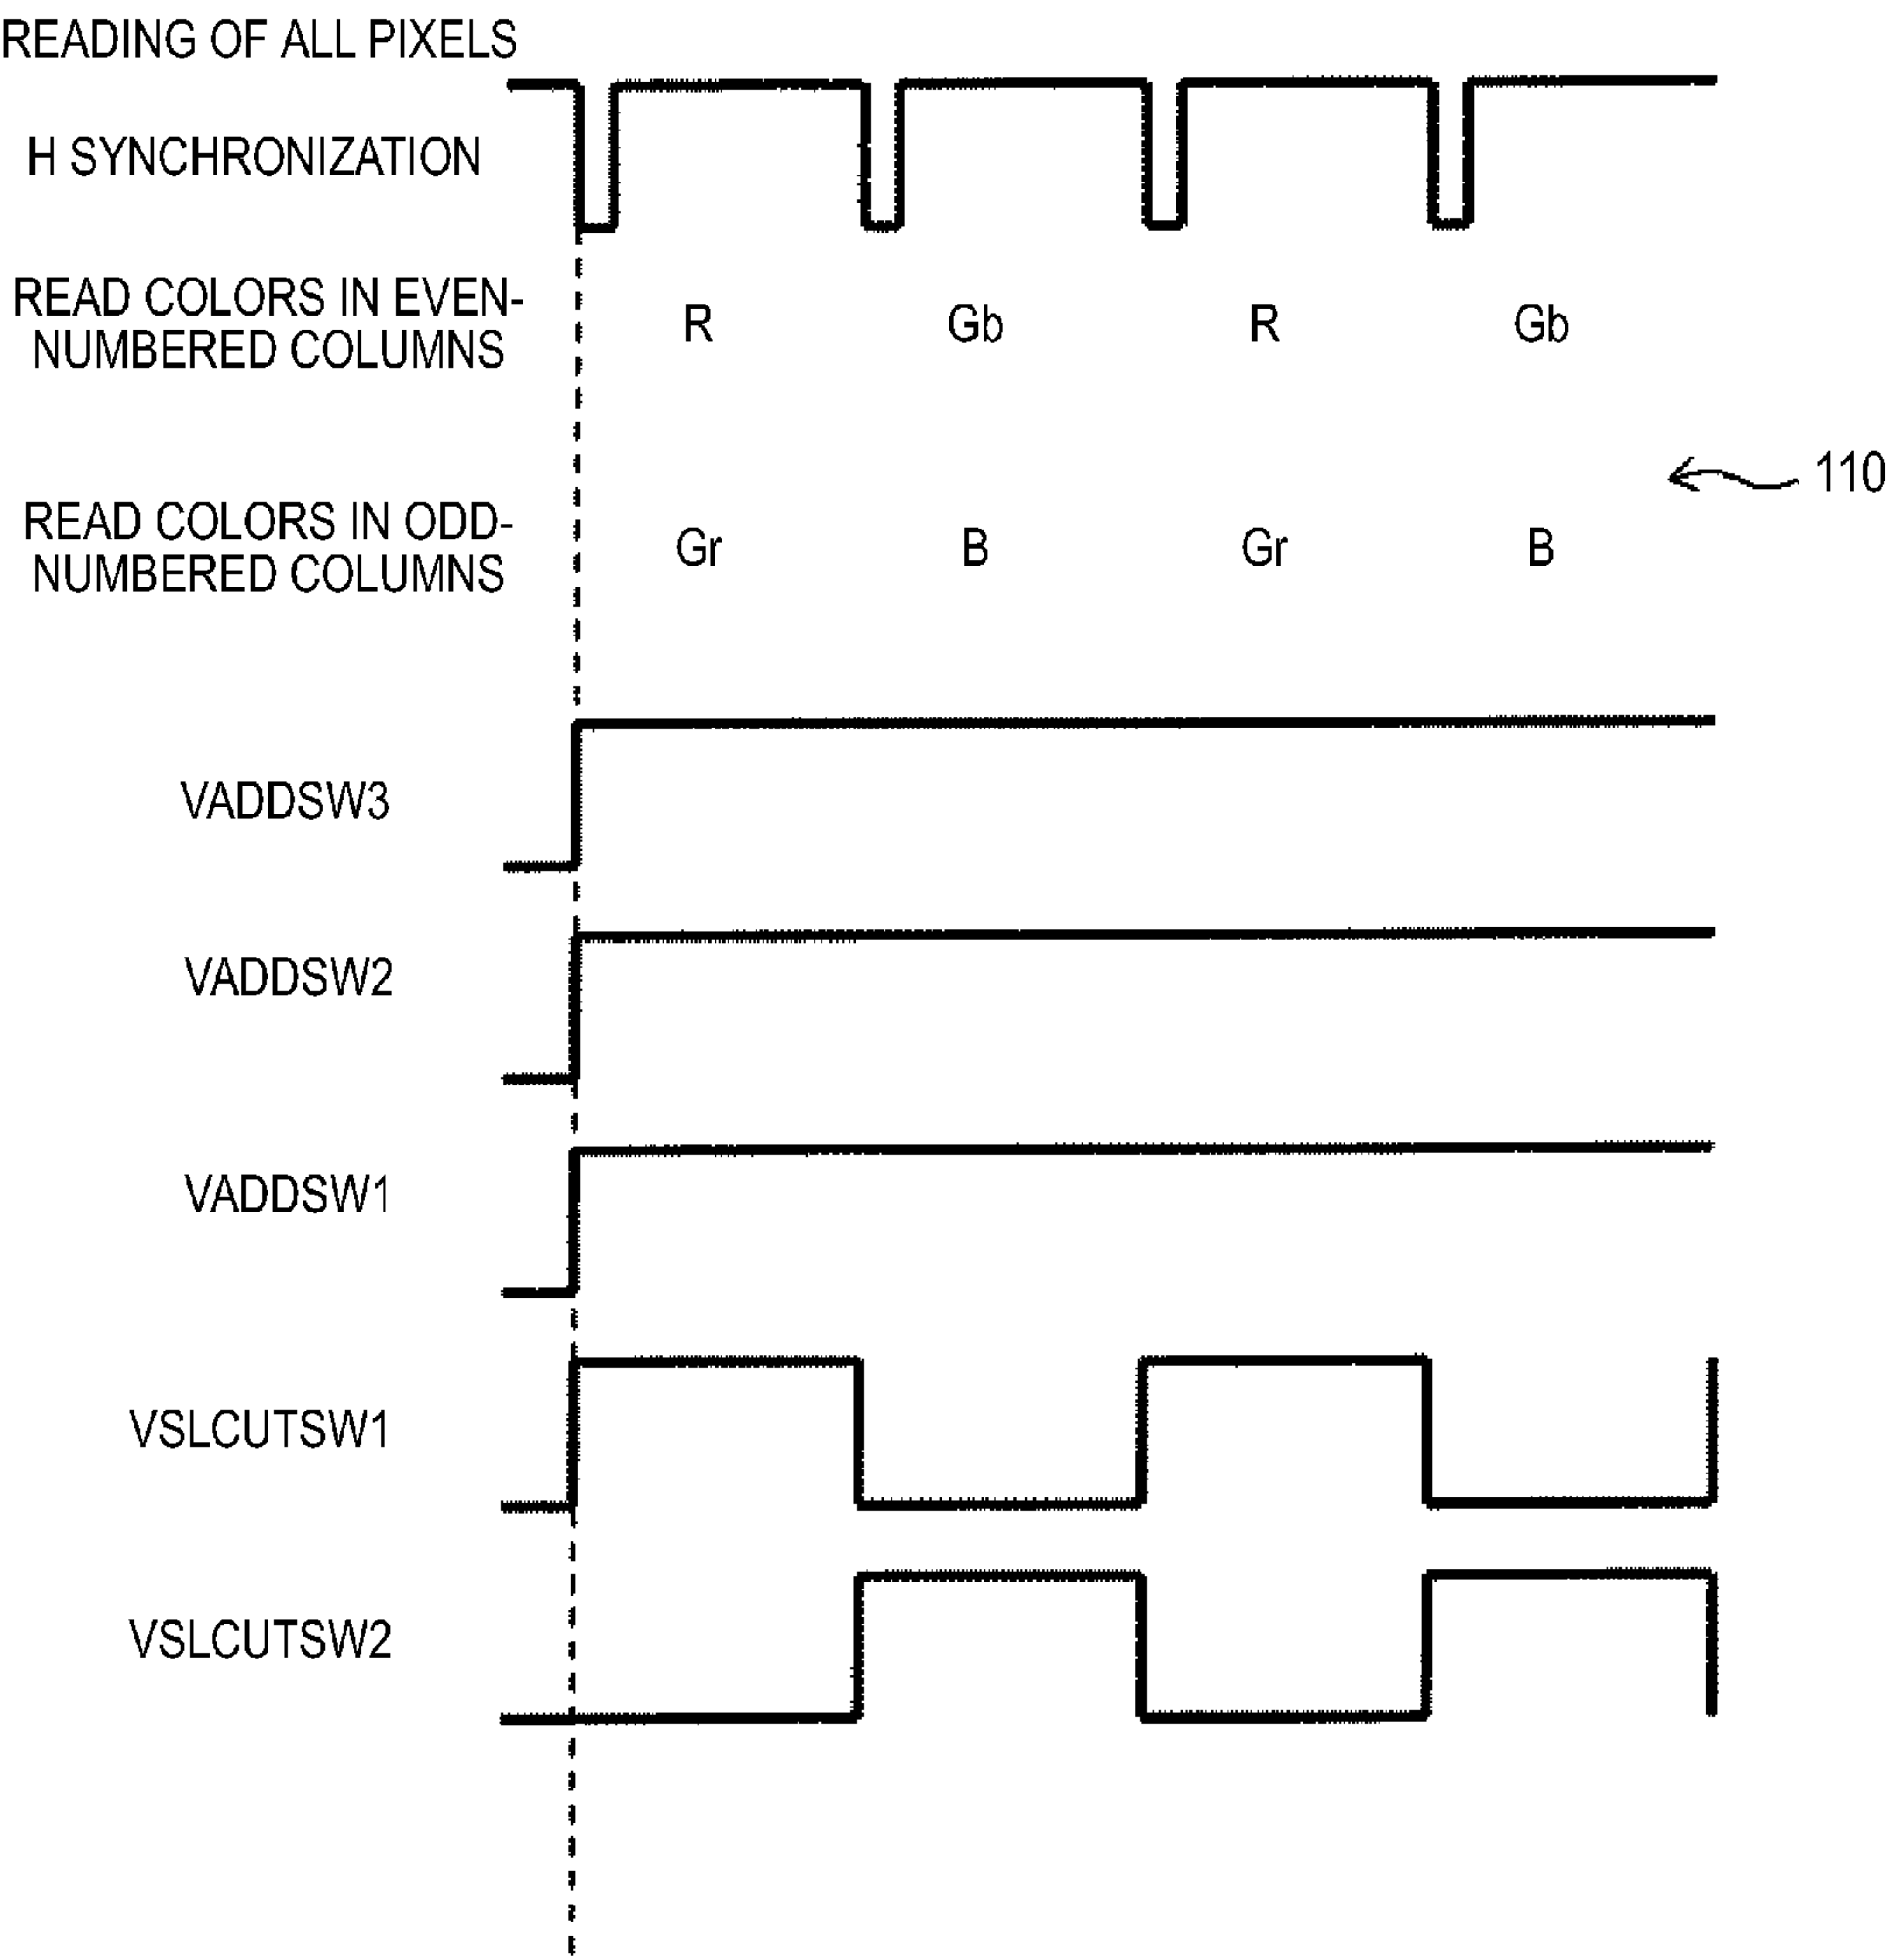 READING OF ALL PIXELS
H SYNCHRONIZATION
READ COLORS IN EVEN-
NUMBERED COLUMNS
R Gb R Gb
110
READ COLORS IN ODD-
NUMBERED COLUMNS
Gr B Gr B
VADDSW3
VADDSW2
VADDSW1
VSLCUTSW1
VSLCUTSW2